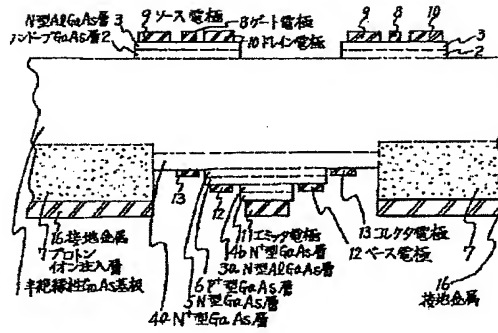 N型AlGaAs層 3
9 ソース電極
8 ゲート電極
アンドープGaAs層 2
10 ドレイン電極
9 8 10
3
2
13
12
11 エミッタ電極
13 コレクタ電極
12 ベース電極
14b N⁺型GaAs層
3a N型AlGaAs層
6 P⁺型GaAs層
5 N型GaAs層
4a N⁺型GaAs層
16 接地金属
7 プロトンイオン注入層
半絶縁性GaAs基板
7
16
接地金属